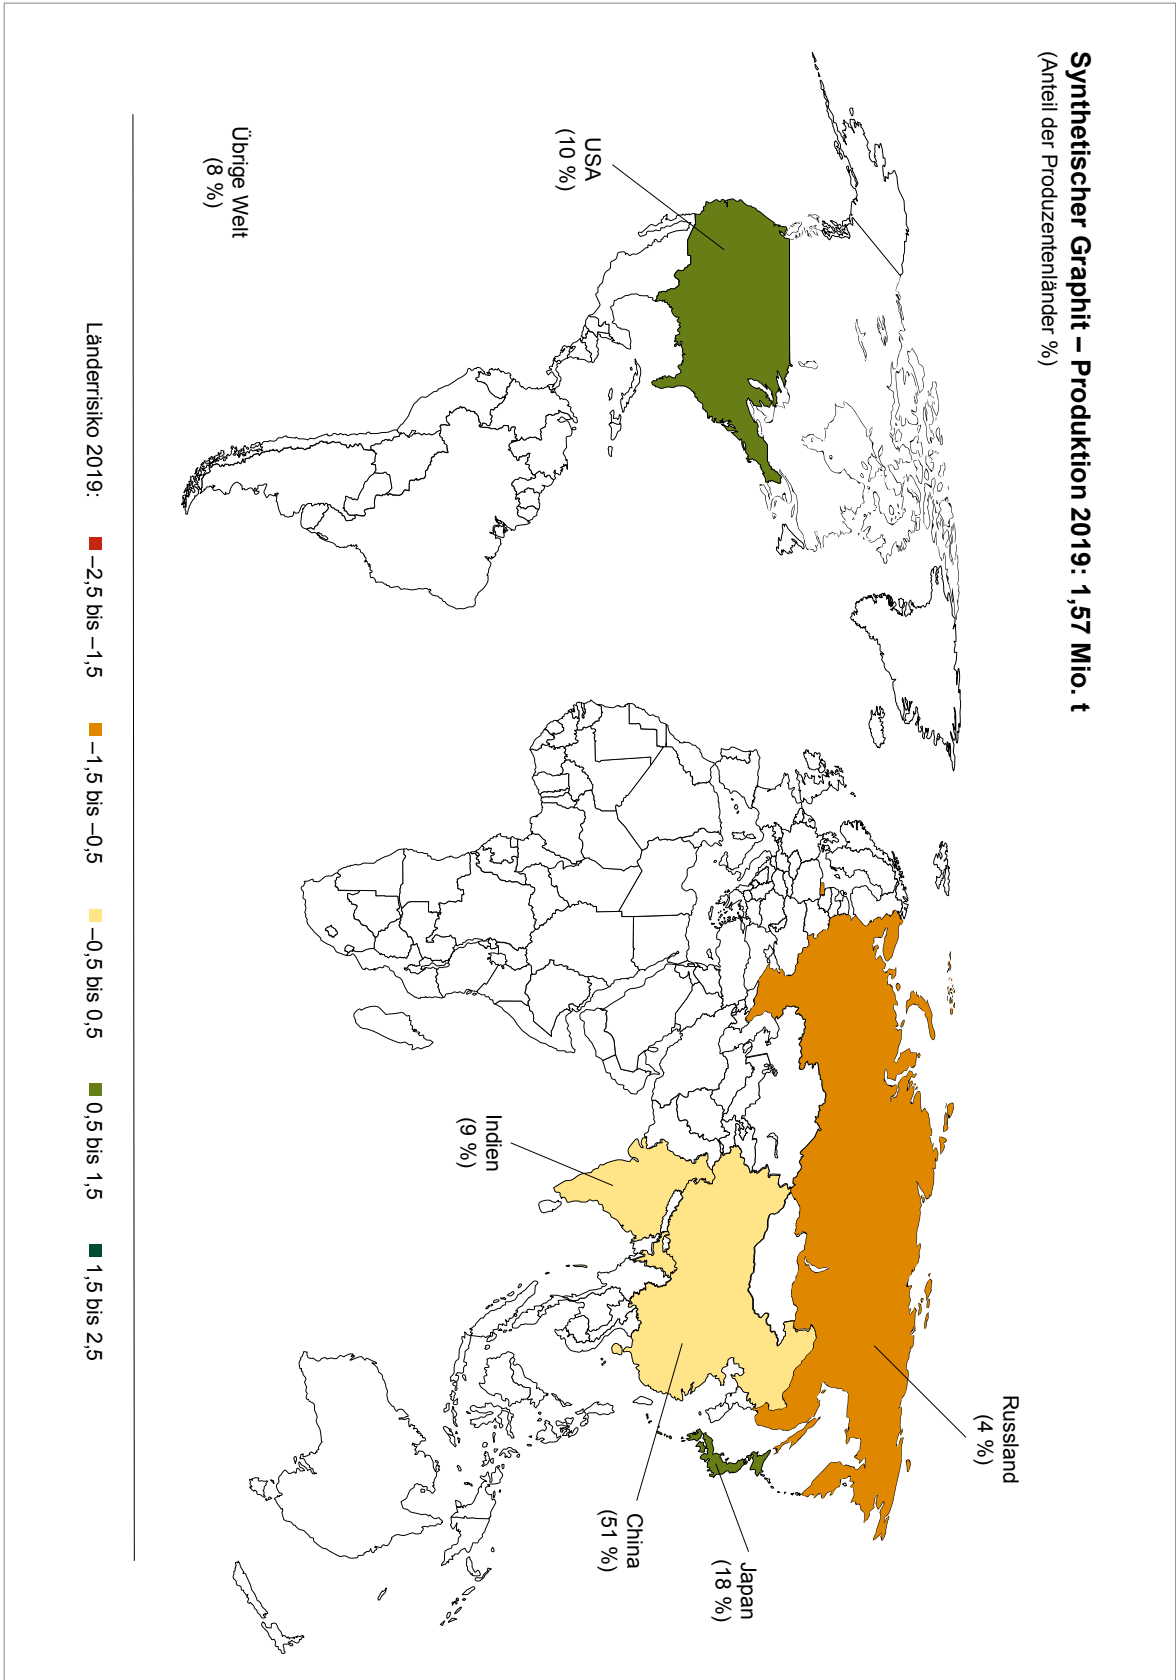 Synthetischer Graphit – Produktion 2019: 1,57 Mio. t
(Anteil der Produzentenländer %)
Russland
(4 %)
USA
(10 %)
Japan
(18 %)
China
(51 %)
Indien
(9 %)
Übrige Welt
(8 %)
Länderrisiko 2019: –2,5 bis –1,5 –1,5 bis –0,5 –0,5 bis 0,5 0,5 bis 1,5 1,5 bis 2,5